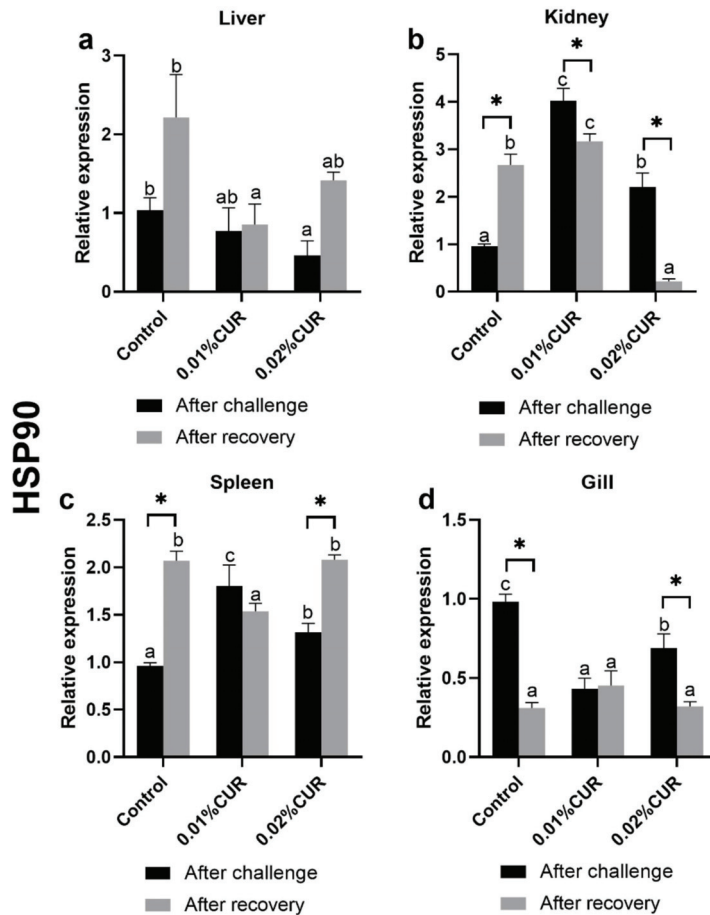 HSP90
a
Liver
Relative expression
3
2
1
0
b
b
ab
a
a
ab
Control
0.01%CUR
0.02%CUR
After challenge
After recovery
b
Kidney
Relative expression
5
4
3
2
1
0
*
*
*
a
b
c
c
b
a
Control
0.01%CUR
0.02%CUR
After challenge
After recovery
c
Spleen
Relative expression
2.5
2.0
1.5
1.0
0.5
0.0
*
*
a
b
c
a
b
b
Control
0.01%CUR
0.02%CUR
After challenge
After recovery
d
Gill
Relative expression
1.5
1.0
0.5
0.0
*
*
c
a
a
a
b
a
Control
0.01%CUR
0.02%CUR
After challenge
After recovery